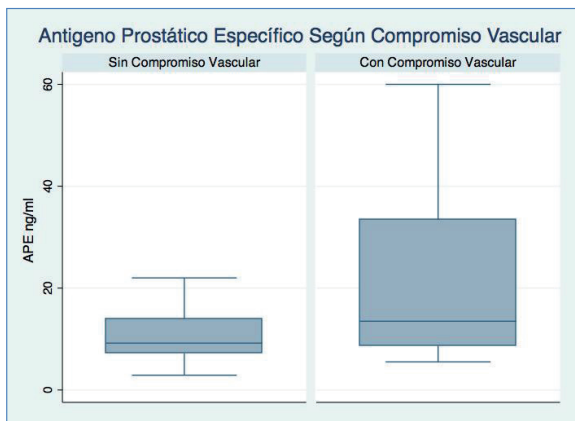 Antigeno Prostático Específico Según Compromiso Vascular
Sin Compromiso Vascular
Con Compromiso Vascular
60
40
20
0
APE ng/ml